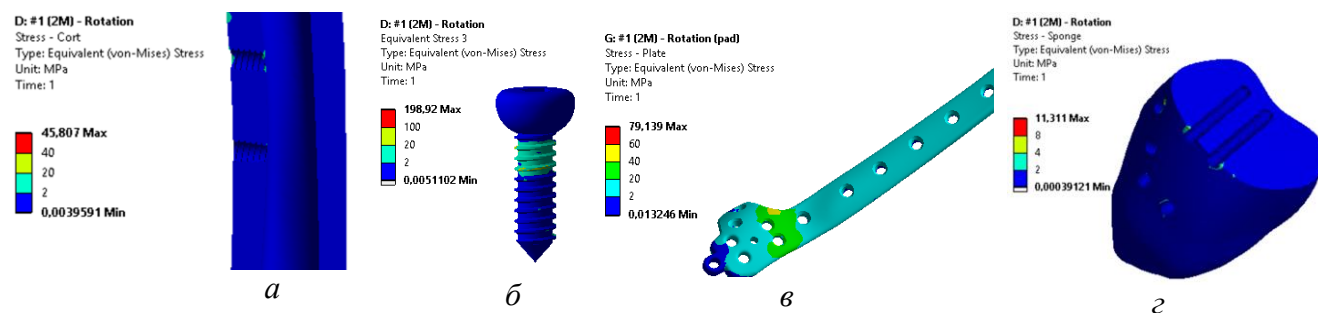 D: #1 (2M) - Rotation
Stress - Cort
Type: Equivalent (von-Mises) Stress
Unit: MPa
Time: 1
45,807 Max
40
20
2
0,0039591 Min
а
D: #1 (2M) - Rotation
Equivalent Stress 3
Type: Equivalent (von-Mises) Stress
Unit: MPa
Time: 1
198,92 Max
100
20
2
0,0051102 Min
б
G: #1 (2M) - Rotation (pad)
Stress - Plate
Type: Equivalent (von-Mises) Stress
Unit: MPa
Time: 1
79,139 Max
60
40
20
2
0,013246 Min
в
D: #1 (2M) - Rotation
Stress - Sponge
Type: Equivalent (von-Mises) Stress
Unit: MPa
Time: 1
11,311 Max
8
4
2
0,00039121 Min
г